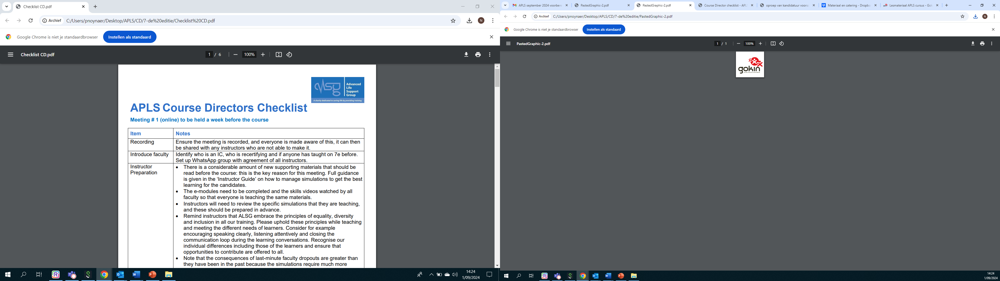 Checklist CD.pdf
Archief
C:/Users/pnoynaer/Desktop/APLS/CD/7-de%20editie/Checklist%20CD.pdf
N
Google Chrome is niet je standaardbrowser
Instellen als standaard
Checklist CD.pdf
1 / 6
100%
alsg
Advanced
Life
Support
Group
A charity dedicated to saving life by providing training
APLS Course Directors Checklist
Meeting # 1 (online) to be held a week before the course
Item
Notes
Recording
Ensure the meeting is recorded, and everyone is made aware of this, it can then
be shared with any instructors who are not able to make it.
Introduce faculty
Identify who is an IC, who is recertifying and if anyone has taught on 7e before.
Set up WhatsApp group with agreement of all instructors.
Instructor
Preparation
• There is a considerable amount of new supporting materials that should be
read before the course: this is the key reason for this meeting. Full guidance
is given in the ‘Instructor Guide’ on how to manage simulations to get the best
learning for the candidates.
• The e-modules need to be completed and the skills videos watched by all
faculty so that everyone is teaching the same materials.
• Instructors will need to review the specific simulations that they are teaching,
and these should be prepared in advance.
• Remind instructors that ALSG embrace the principles of equality, diversity
and inclusion in all our training. Please uphold these principles while teaching
and meeting the different needs of learners. Consider for example
encouraging speaking clearly, listening attentively and closing the
communication loop during the learning conversations. Recognise our
individual differences including those of the learners and ensure that
opportunities to contribute are offered to all.
• Note that the consequences of last-minute faculty dropouts are greater than
they have been in the past because the simulations require much more
14:24
1/09/2024
APLS september 2024 voorbere
PastedGraphic-2.pdf
PastedGraphic-2.pdf
Course Director checklist - APL
oproep van kandidatuur voorsc
Materiaal en catering - Dropbo
Lesmateriaal APLS cursus - Gok
Archief
C:/Users/pnoynaer/Desktop/APLS/CD/7-de%20editie/PastedGraphic-2.pdf
N
Google Chrome is niet je standaardbrowser
Instellen als standaard
PastedGraphic-2.pdf
1 / 1
100%
gokin
14:24
1/09/2024